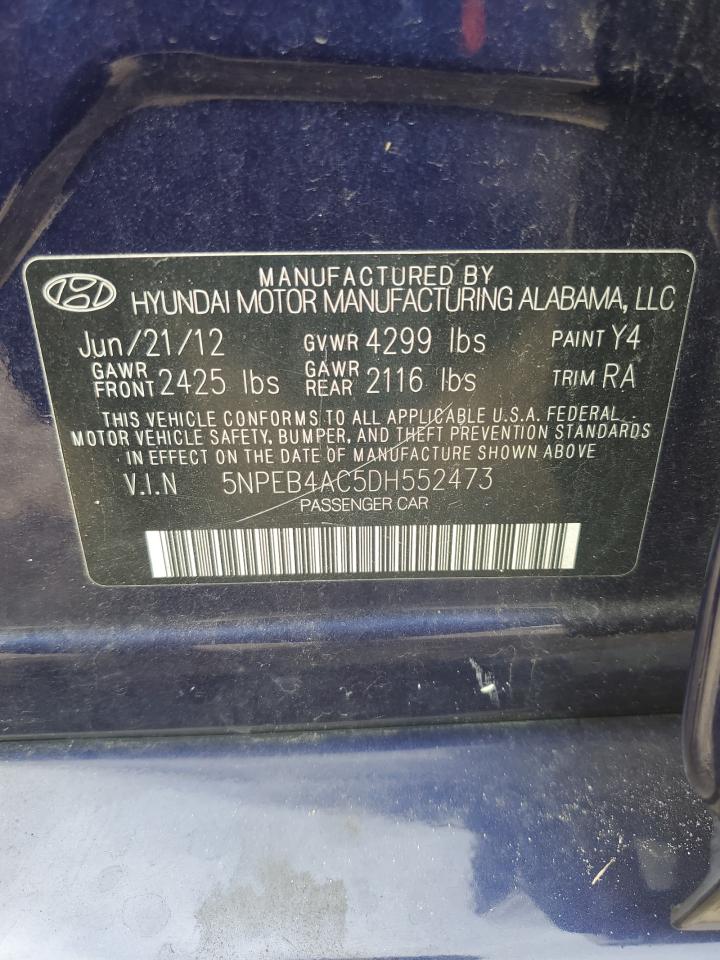 MANUFACTURED BY
HYUNDAI MOTOR MANUFACTURING ALABAMA, LLC
Jun/21/12 GVWR 4299 lbs PAINT Y4
GAWR FRONT 2425 lbs GAWR REAR 2116 lbs TRIM RA
THIS VEHICLE CONFORMS TO ALL APPLICABLE U.S.A. FEDERAL
MOTOR VEHICLE SAFETY, BUMPER, AND THEFT PREVENTION STANDARDS
IN EFFECT ON THE DATE OF MANUFACTURE SHOWN ABOVE.
V.I.N 5NPEB4AC5DH552473
PASSENGER CAR